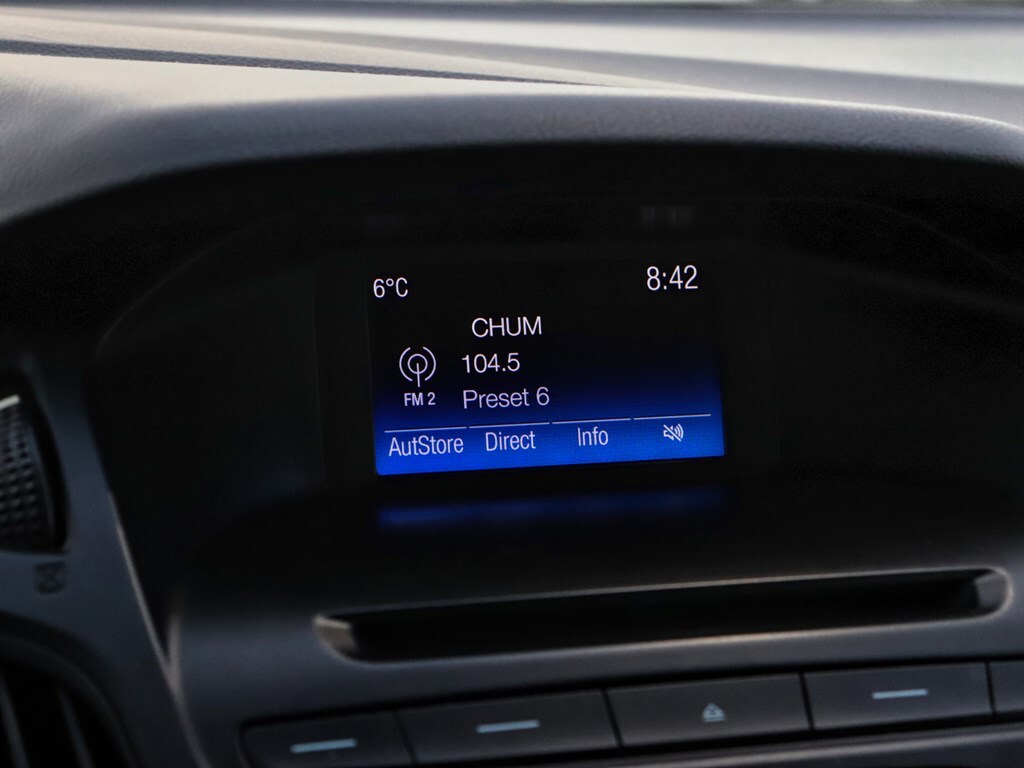 6°C 8:42
CHUM
104.5
FM 2 Preset 6
AutStore Direct Info